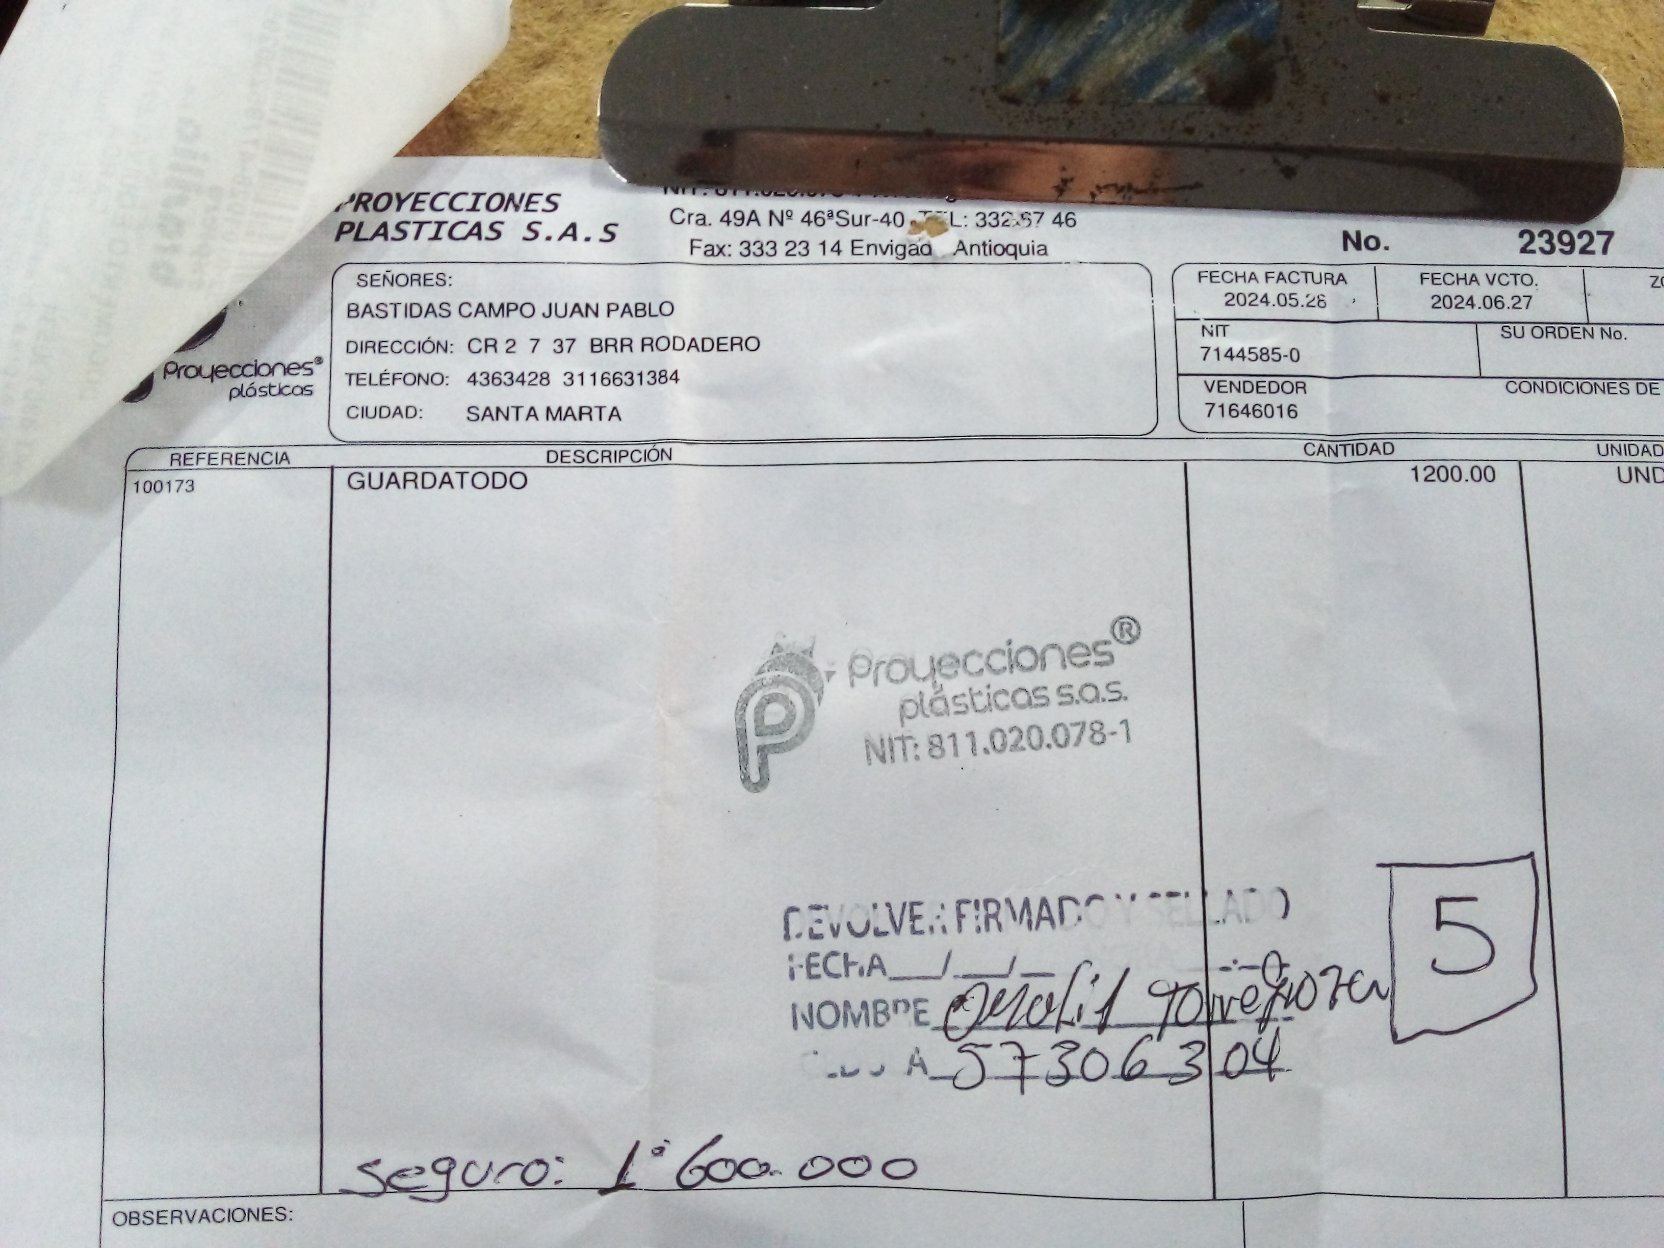 PROYECCIONES
PLASTICAS S.A.S
Cra. 49A Nº 46ªSur-40
Fax: 333 23 14 Envigado Antioquia
No. 23927
SEÑORES:
BASTIDAS CAMPO JUAN PABLO
DIRECCIÓN: CR 2 7 37 BRR RODADERO
TELÉFONO: 4363428 3116631384
CIUDAD: SANTA MARTA
FECHA FACTURA
2024.05.28
FECHA VCTO.
2024.06.27
NIT
7144585-0
SU ORDEN No.
VENDEDOR
71646016
CONDICIONES DE
Proyecciones®
plásticas
REFERENCIA DESCRIPCIÓN CANTIDAD UNIDAD
100173 GUARDATODO 1200.00 UND
Proyecciones®
plásticas s.a.s.
NIT: 811.020.078-1
DEVOLVER FIRMADO Y SELLADO
FECHA __/__/__
NOMBRE
57306304
5
seguro: 1'600.000
OBSERVACIONES: